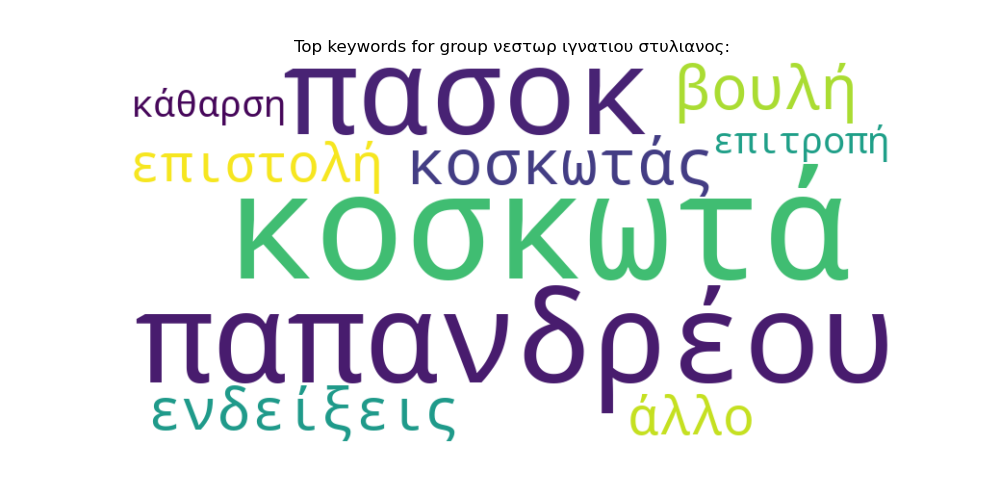 Top keywords for group νεστωρ ιγνατιου στυλιανος:
κάθαρση πασοκ βουλή
επιστολή κοσκωτάς επιτροπή
κοσκωτά
παπανδρέου
ενδείξεις άλλο